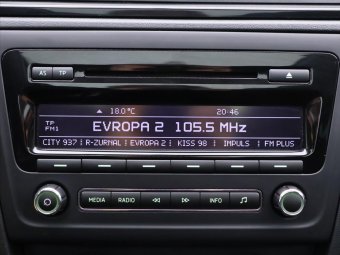 AS TP
18.0°C 20:46
TP
EVROPA 2 105.5 MHz
FM1
CITY 937 R-ZURNAL EVROPA 2 KISS 98 IMPULS FM PLUS
MEDIA RADIO INFO